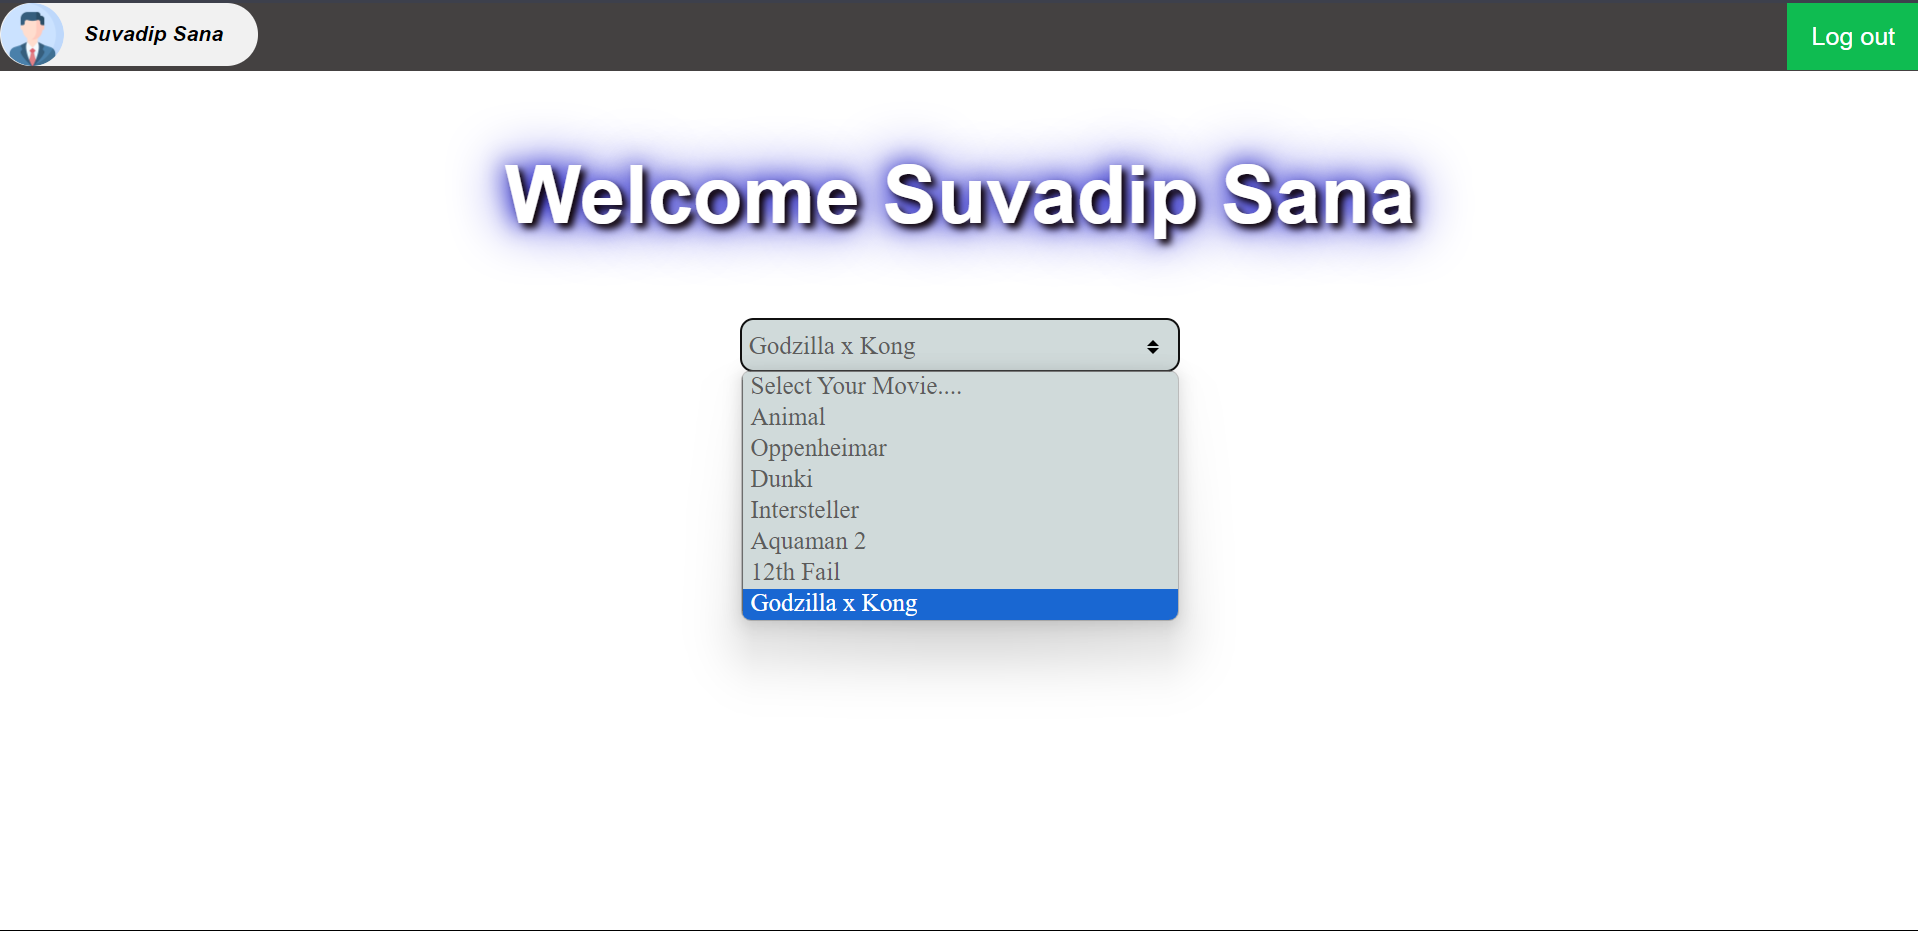 Suvadip Sana
Log out
Welcome Suvadip Sana
Godzilla x Kong
Select Your Movie....
Animal
Oppenheimar
Dunki
Intersteller
Aquaman 2
12th Fail
Godzilla x Kong